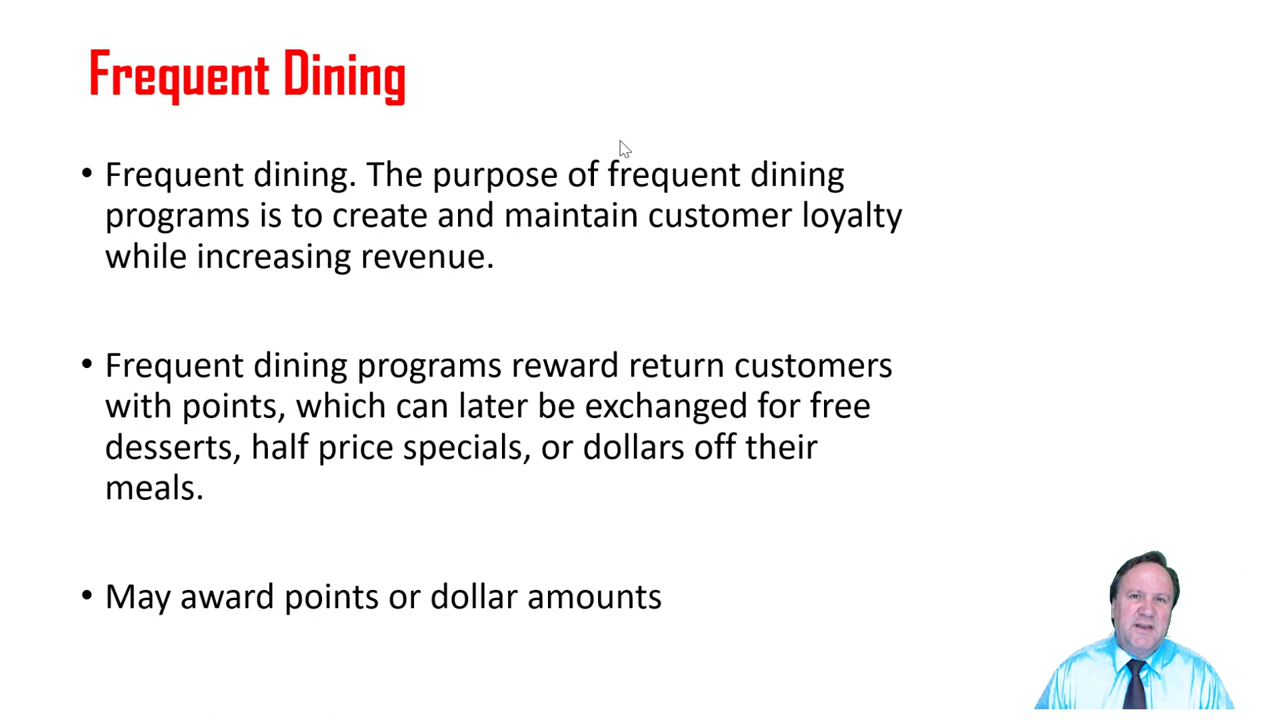 Frequent Dining
• Frequent dining. The purpose of frequent dining
programs is to create and maintain customer loyalty
while increasing revenue.
• Frequent dining programs reward return customers
with points, which can later be exchanged for free
desserts, half price specials, or dollars off their
meals.
• May award points or dollar amounts